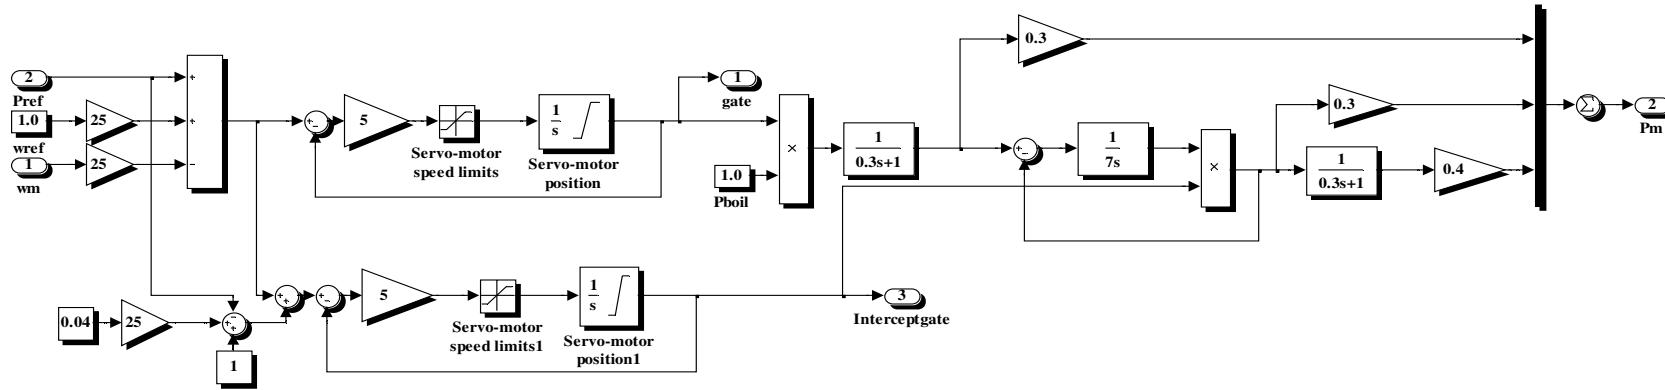 2
Pref
1.0
wref
1
wm
25
25
+
+
-
+
-
5
Servo-motor
speed limits
1
s
Servo-motor
position
1
gate
1.0
Pboil
×
1
0.3s+1
0.3
+
-
1
7s
×
0.3
1
0.3s+1
0.4
Σ
2
Pm
0.04
25
-
+
+
1
+
+
+
-
5
Servo-motor
speed limits1
1
s
Servo-motor
position1
3
Interceptgate